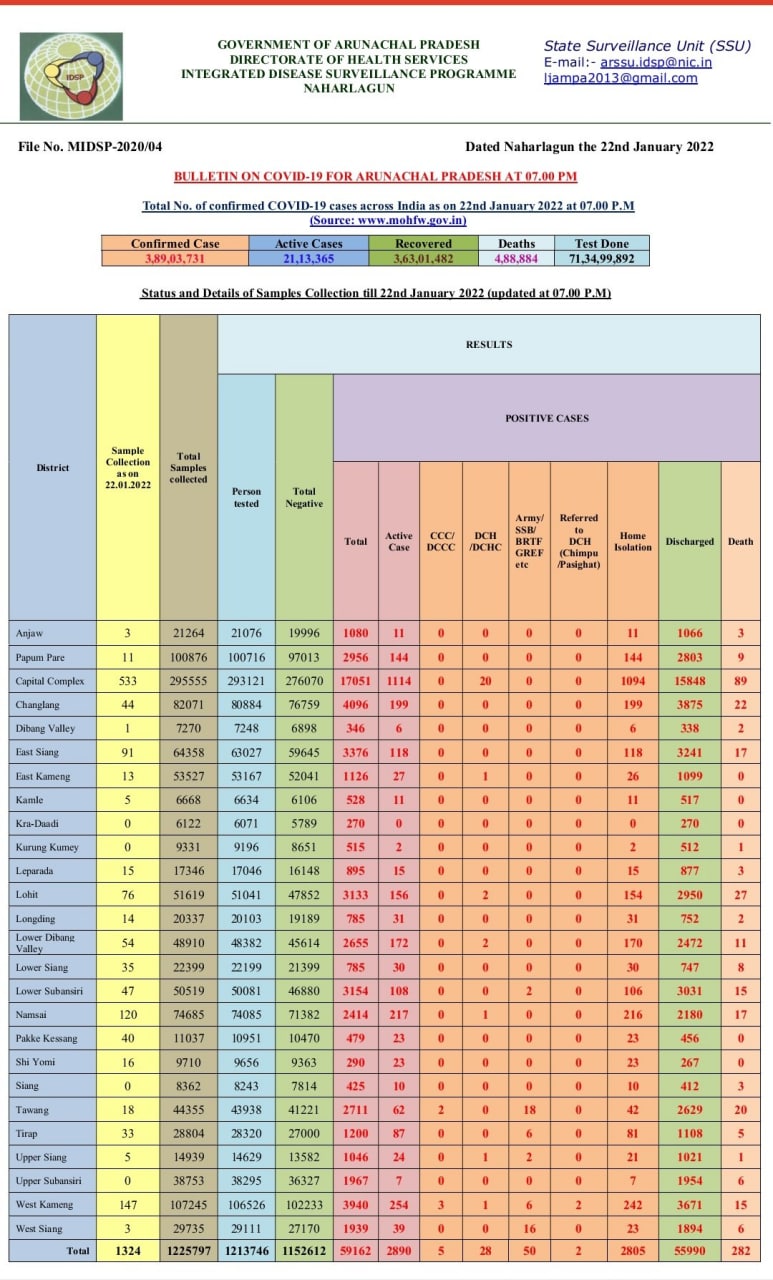 IDSP
GOVERNMENT OF ARUNACHAL PRADESH
DIRECTORATE OF HEALTH SERVICES
INTEGRATED DISEASE SURVEILLANCE PROGRAMME
NAHARLAGUN
State Surveillance Unit (SSU)
E-mail:- arssu.idsp@nic.in
ljampa2013@gmail.com
File No. MIDSP-2020/04 Dated Naharlagun the 22nd January 2022
BULLETIN ON COVID-19 FOR ARUNACHAL PRADESH AT 07.00 PM
Total No. of confirmed COVID-19 cases across India as on 22nd January 2022 at 07.00 P.M
(Source: www.mohfw.gov.in)
Confirmed Case Active Cases Recovered Deaths Test Done
3,89,03,731 21,13,365 3,63,01,482 4,88,884 71,34,99,892
Status and Details of Samples Collection till 22nd January 2022 (updated at 07.00 P.M)
RESULTS
POSITIVE CASES
District
Sample
Collection
as on
22.01.2022
Total
Samples
collected
Person
tested
Total
Negative
Total
Active
Case
CCC/
DCCC
DCH
/DCHC
Army/
SSB/
BRTF
GREF
etc
Referred
to
DCH
(Chimpu
/Pasighat)
Home
Isolation
Discharged
Death
Anjaw 3 21264 21076 19996 1080 11 0 0 0 0 11 1066 3
Papum Pare 11 100876 100716 97013 2956 144 0 0 0 0 144 2803 9
Capital Complex 533 295555 293121 276070 17051 1114 0 20 0 0 1094 15848 89
Changlang 44 82071 80884 76759 4096 199 0 0 0 0 199 3875 22
Dibang Valley 1 7270 7248 6898 346 6 0 0 0 0 6 338 2
East Siang 91 64358 63027 59645 3376 118 0 0 0 0 118 3241 17
East Kameng 13 53527 53167 52041 1126 27 0 1 0 0 26 1099 0
Kamle 5 6668 6634 6106 528 11 0 0 0 0 11 517 0
Kra-Daadi 0 6122 6071 5789 270 0 0 0 0 0 0 270 0
Kurung Kumey 0 9331 9196 8651 515 2 0 0 0 0 2 512 1
Leparada 15 17346 17046 16148 895 15 0 0 0 0 15 877 3
Lohit 76 51619 51041 47852 3133 156 0 2 0 0 154 2950 27
Longding 14 20337 20103 19189 785 31 0 0 0 0 31 752 2
Lower Dibang
Valley 54 48910 48382 45614 2655 172 0 2 0 0 170 2472 11
Lower Siang 35 22399 22199 21399 785 30 0 0 0 0 30 747 8
Lower Subansiri 47 50519 50081 46880 3154 108 0 0 2 0 106 3031 15
Namsai 120 74685 74085 71382 2414 217 0 1 0 0 216 2180 17
Pakke Kessang 40 11037 10951 10470 479 23 0 0 0 0 23 456 0
Shi Yomi 16 9710 9656 9363 290 23 0 0 0 0 23 267 0
Siang 0 8362 8243 7814 425 10 0 0 0 0 10 412 3
Tawang 18 44355 43938 41221 2711 62 2 0 18 0 42 2629 20
Tirap 33 28804 28320 27000 1200 87 0 0 6 0 81 1108 5
Upper Siang 5 14939 14629 13582 1046 24 0 1 2 0 21 1021 1
Upper Subansiri 0 38753 38295 36327 1967 7 0 0 0 0 7 1954 6
West Kameng 147 107245 106526 102233 3940 254 3 1 6 2 242 3671 15
West Siang 3 29735 29111 27170 1939 39 0 0 16 0 23 1894 6
Total 1324 1225797 1213746 1152612 59162 2890 5 28 50 2 2805 55990 282